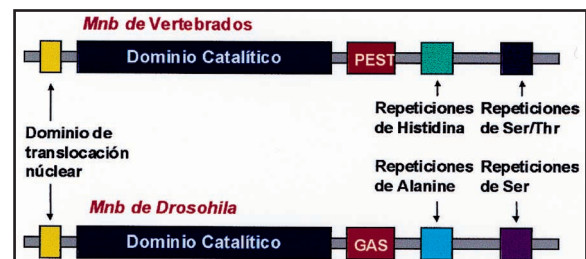 Mnb de Vertebrados
Dominio Catalítico
PEST
Repeticiones
de Histidina
Repeticiones
de Ser/Thr
Dominio de
translocación
núclear
Repeticiones
de Alanine
Repeticiones
de Ser
Mnb de Drosohila
Dominio Catalítico
GAS